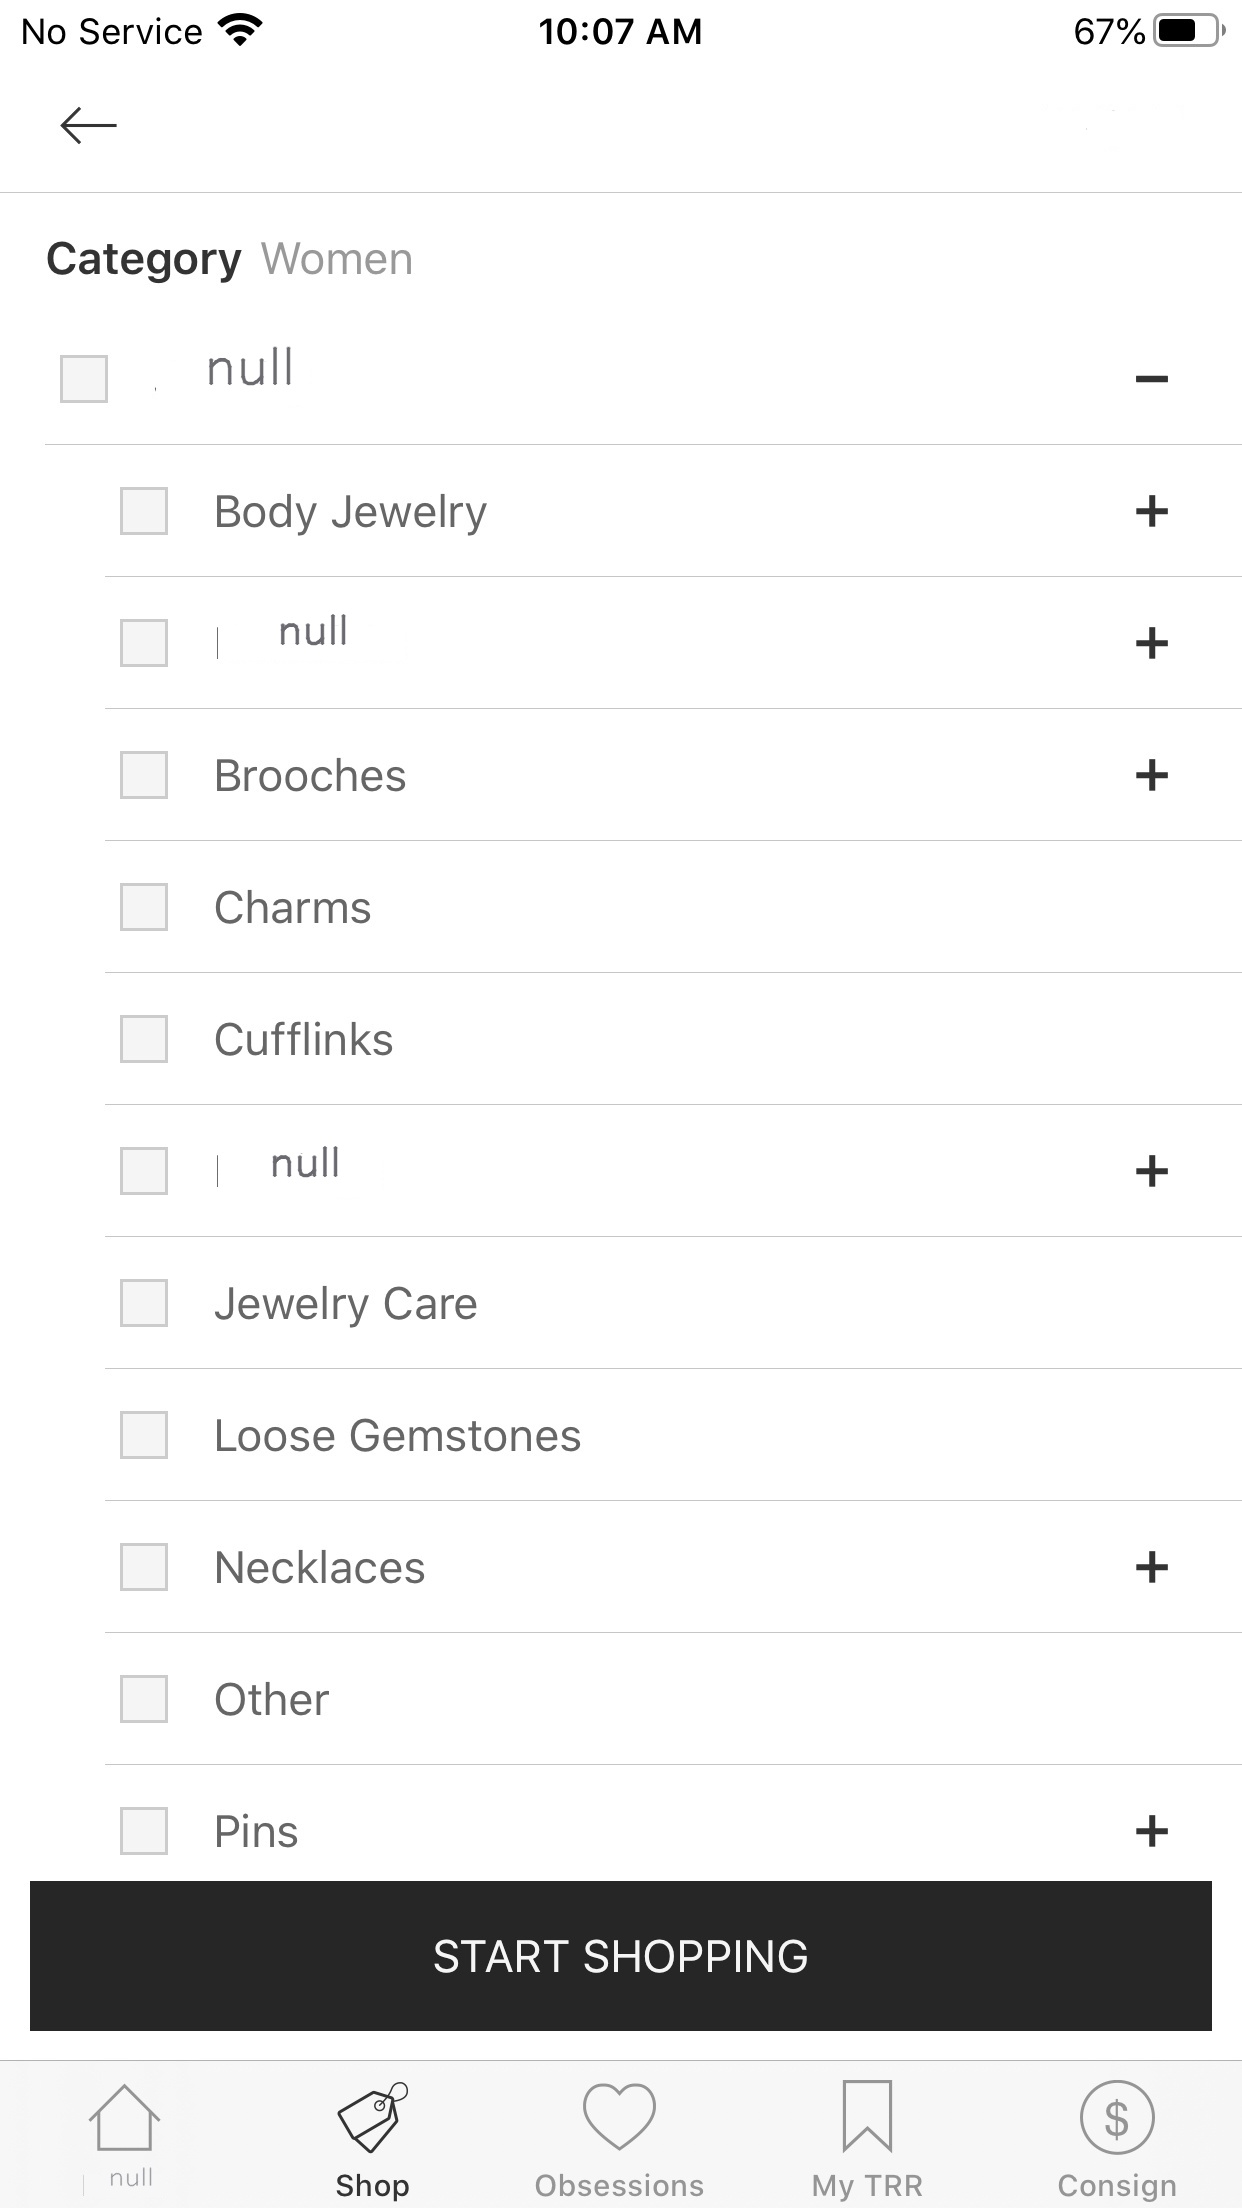 No Service 10:07 AM 67%
Category Women
null
Body Jewelry
null
Brooches
Charms
Cufflinks
null
Jewelry Care
Loose Gemstones
Necklaces
Other
Pins
START SHOPPING
null Shop Obsessions My TRR Consign